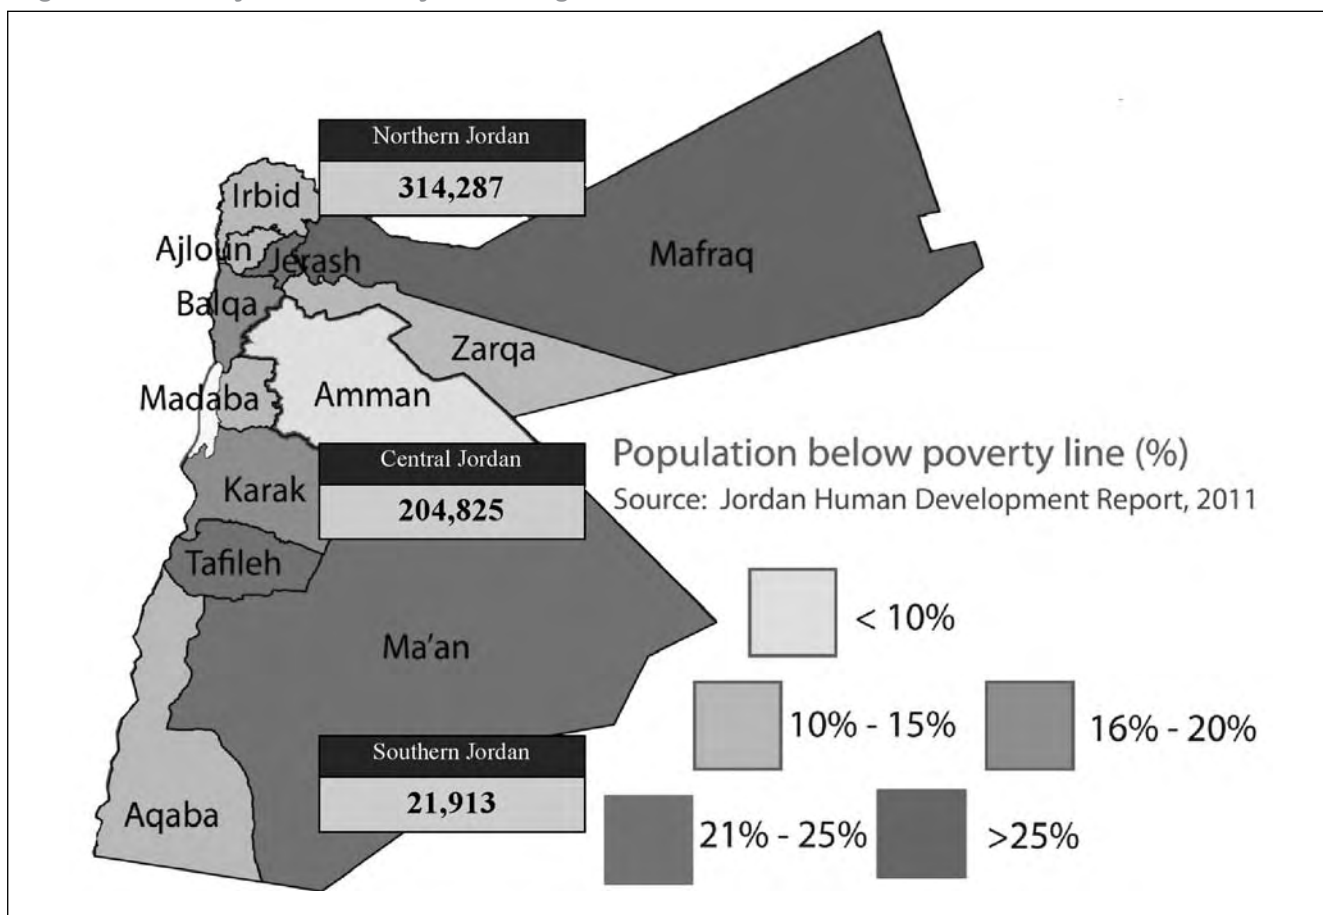 Northern Jordan
314,287
Irbid
Ajloun
Jerash
Mafraq
Balqa
Zarqa
Madaba
Amman
Population below poverty line (%)
Source: Jordan Human Development Report, 2011
Central Jordan
204,825
Karak
Tafileh
< 10%
Ma'an
10% - 15%
16% - 20%
Southern Jordan
21,913
Aqaba
21% - 25%
>25%